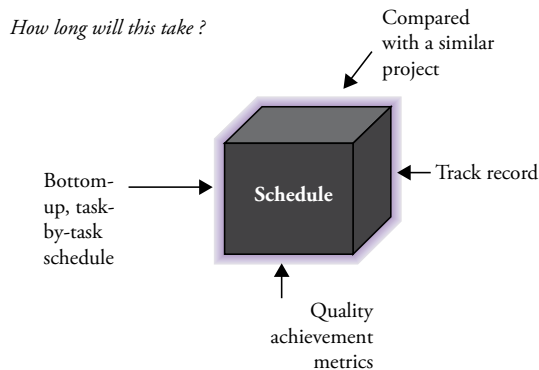 How long will this take ?
Compared
with a similar
project
Track record
Schedule
Bottom-
up, task-
by-task
schedule
Quality
achievement
metrics